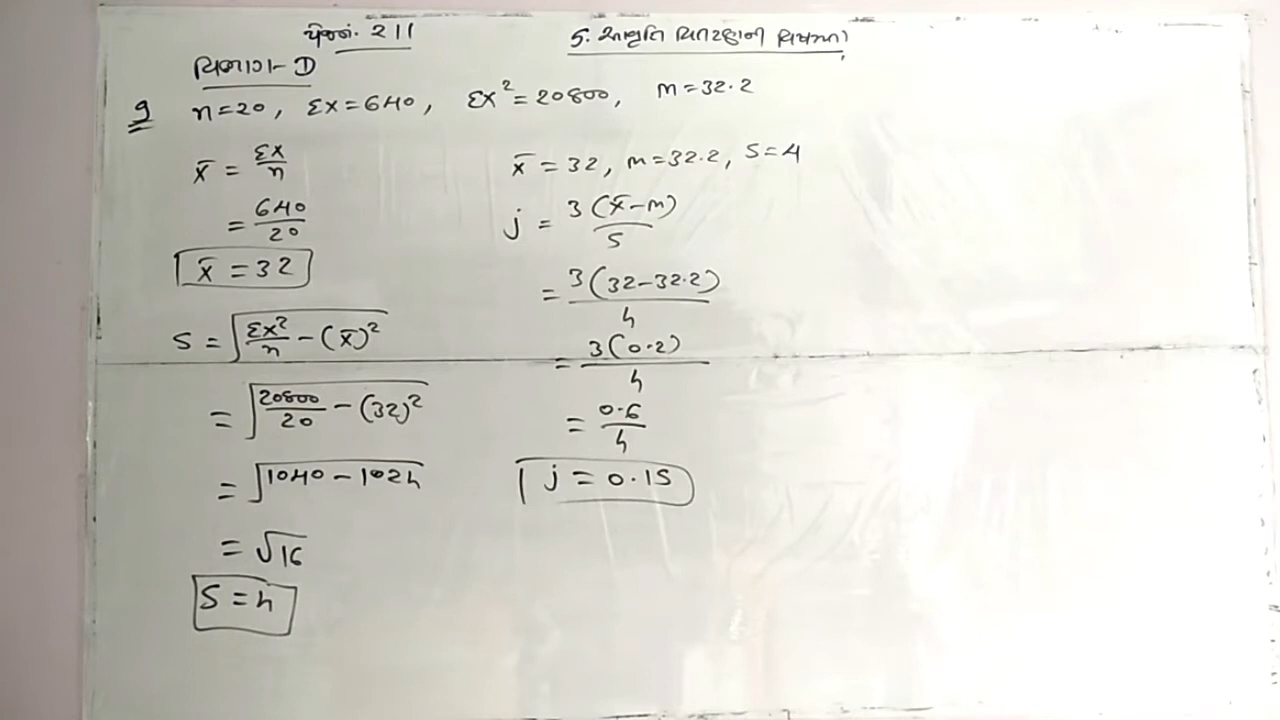 પેજનં. 211
5. આવૃતિ વિતરણની વિષમતા
વિભાગ-D
9 n=20, Σx=640, Σx²=20800, m=32.2
x̄ = Σx/n
= 640/20
x̄ = 32
S = √(Σx²/n - (x̄)²)
= √(20800/20 - (32)²)
= √(1040 - 1024)
= √16
S = 4
x̄ = 32, m=32.2, S=4
j = 3(x̄-m)/S
= 3(32-32.2)/4
= 3(0.2)/4
= 0.6/4
j = 0.15